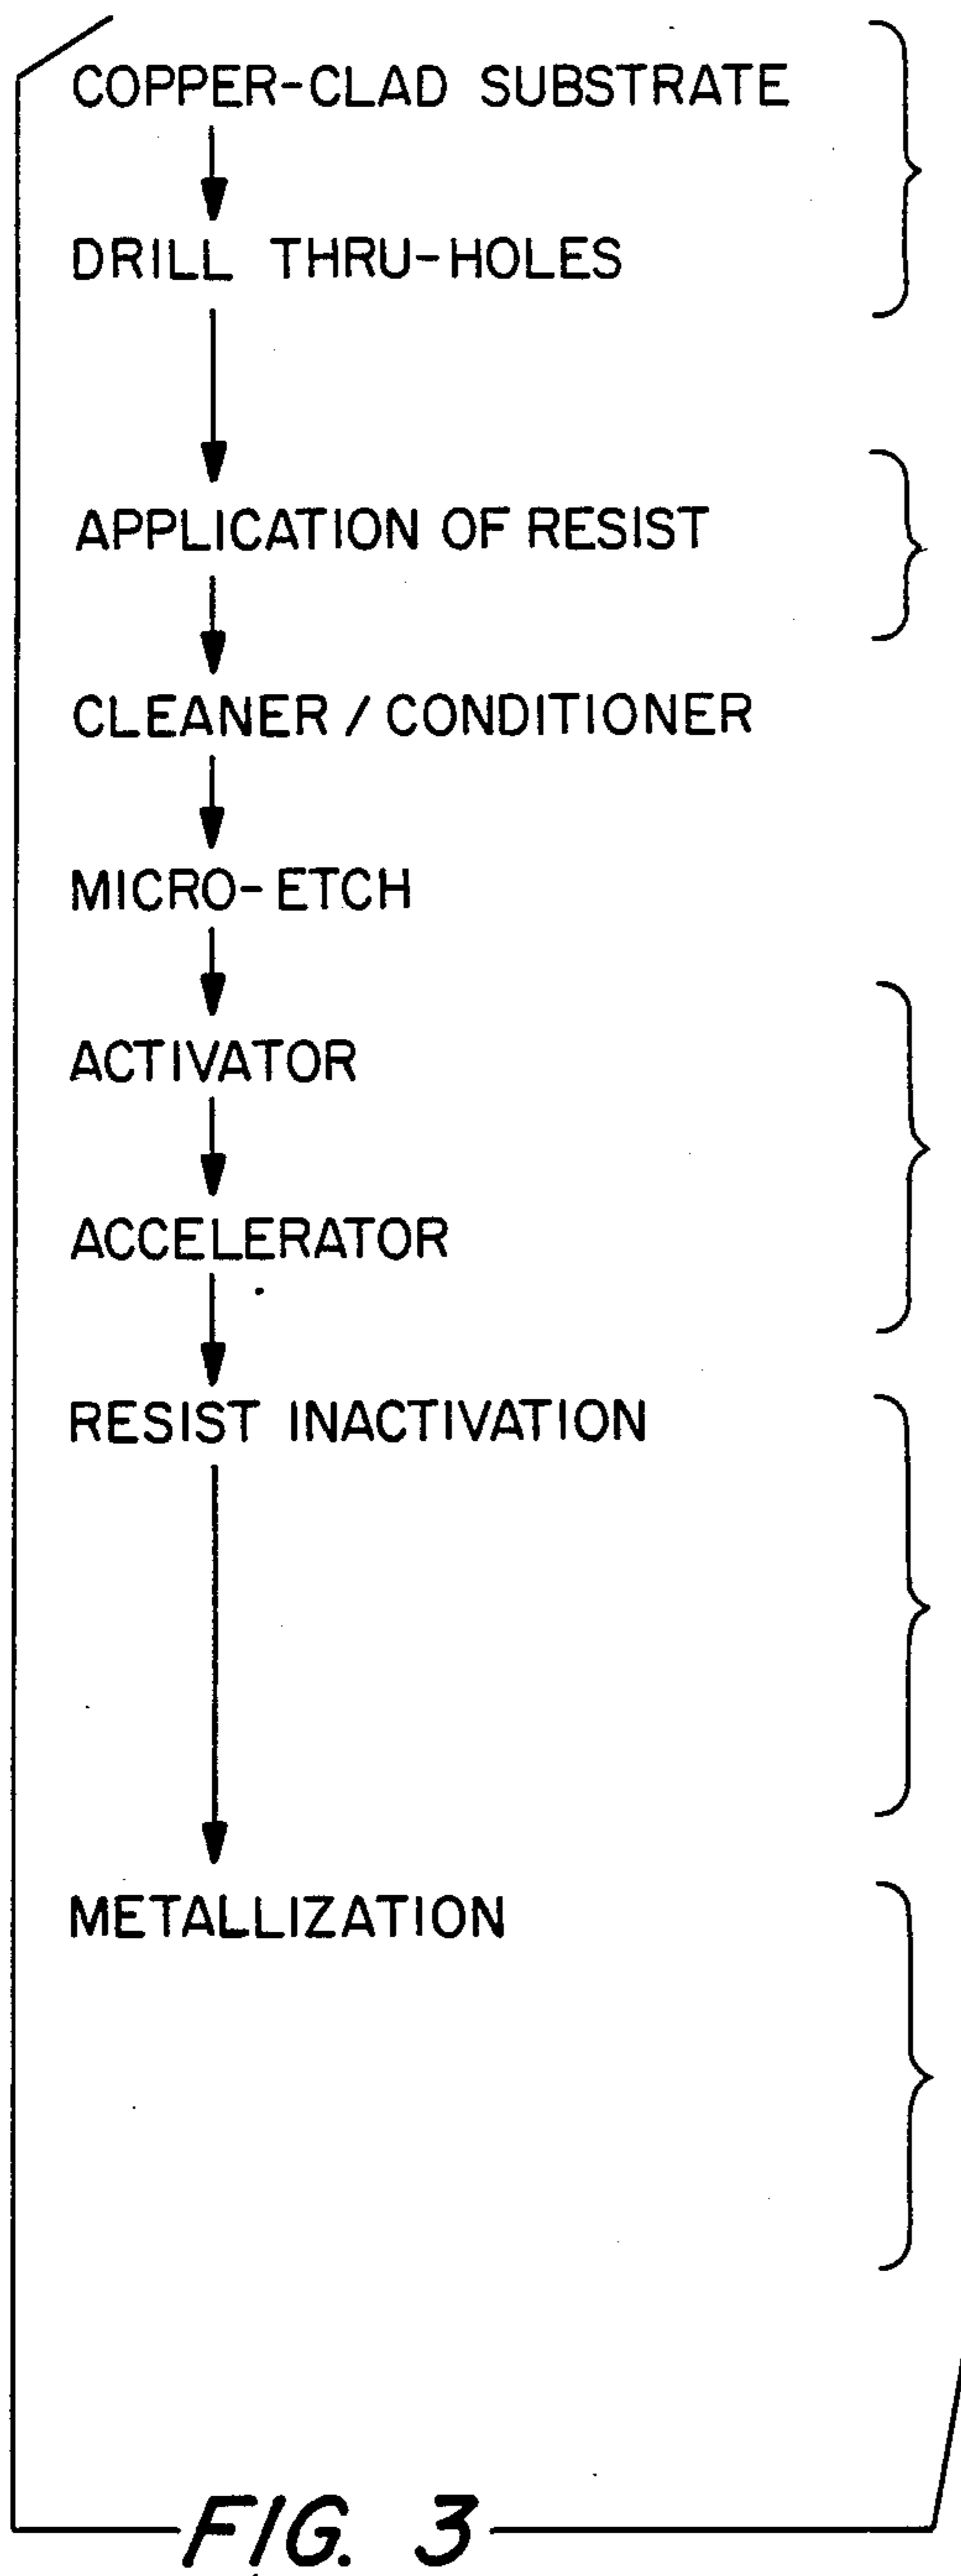 COPPER-CLAD SUBSTRATE
DRILL THRU-HOLES
APPLICATION OF RESIST
CLEANER / CONDITIONER
MICRO-ETCH
ACTIVATOR
ACCELERATOR
RESIST INACTIVATION
METALLIZATION
FIG. 3